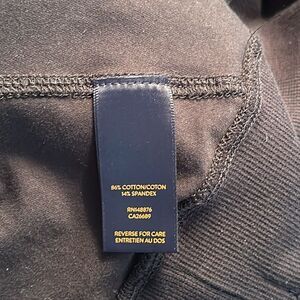 86% COTTON/COTON
14% SPANDEX
RN148876
CA26689
REVERSE FOR CARE
ENTRETIEN AU DOS